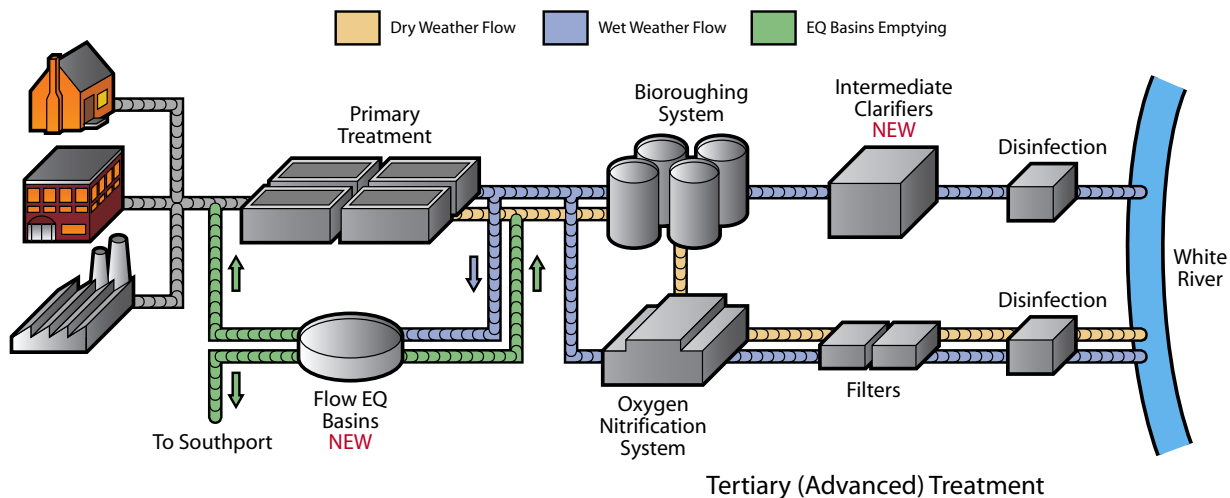 Dry Weather Flow
Wet Weather Flow
EQ Basins Emptying
Primary
Treatment
Bioroughing
System
Intermediate
Clarifiers
NEW
Disinfection
White
River
Disinfection
Filters
Oxygen
Nitrification
System
Flow EQ
Basins
NEW
To Southport
Tertiary (Advanced) Treatment